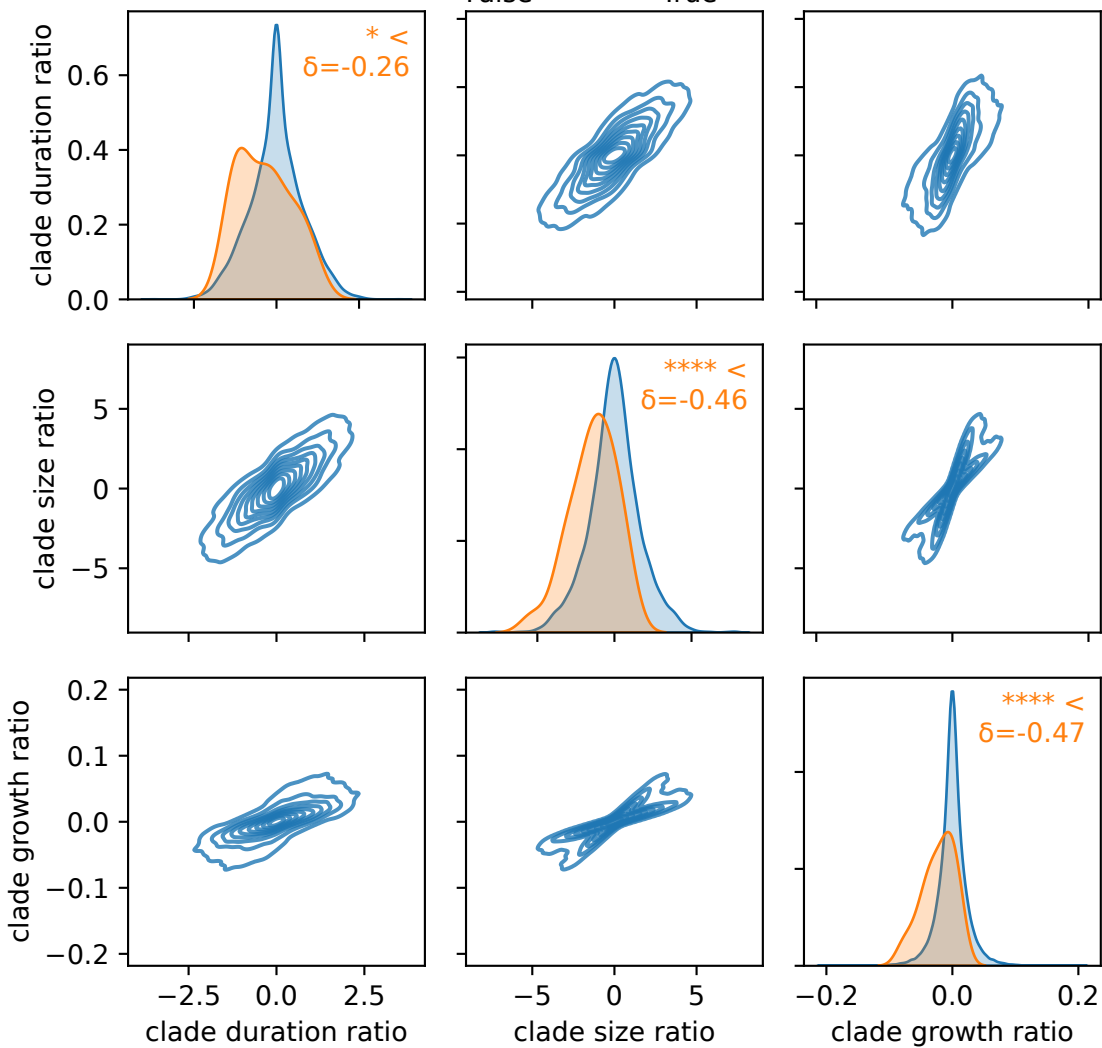 clade duration ratio
0.6
0.4
0.2
0.0
* <
δ=-0.26
clade size ratio
5
0
−5
**** <
δ=-0.46
clade growth ratio
0.2
0.1
0.0
−0.1
−0.2
**** <
δ=-0.47
−2.5 0.0 2.5
−5 0 5
−0.2 0.0 0.2
clade duration ratio
clade size ratio
clade growth ratio